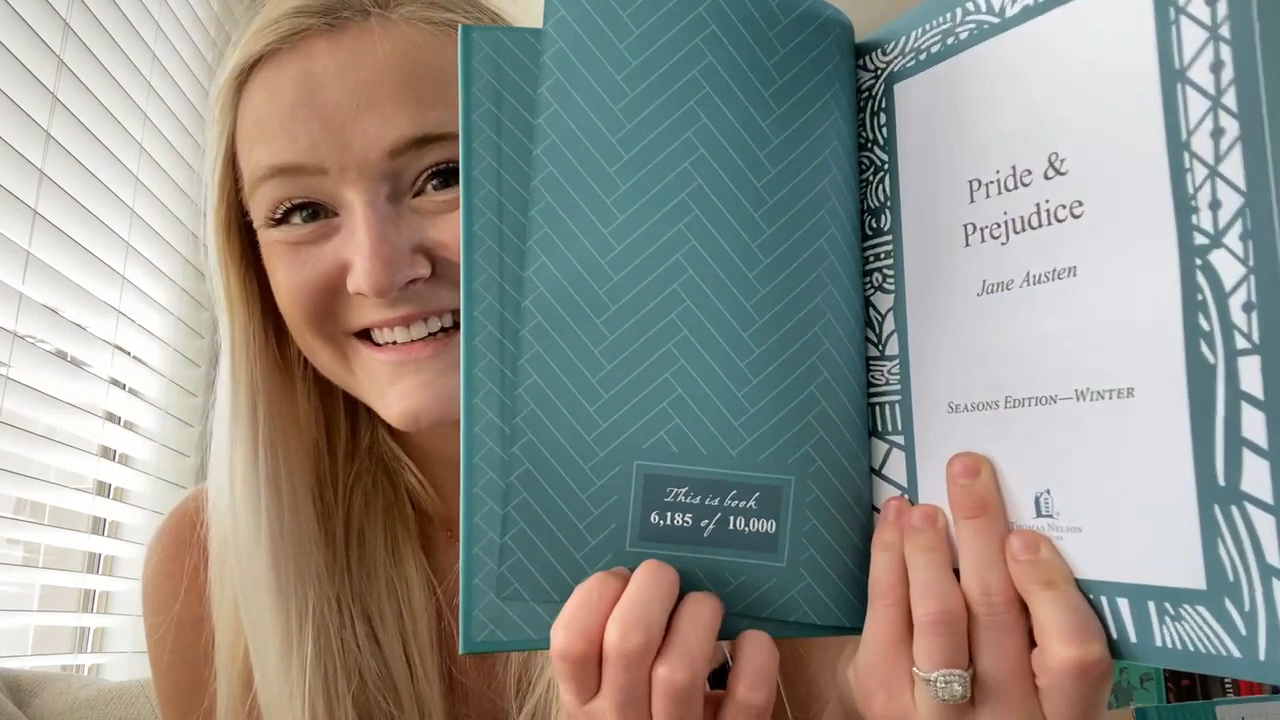 This is book
6,185 of 10,000
Pride &
Prejudice
Jane Austen
Seasons Edition—Winter
Thomas Nelson